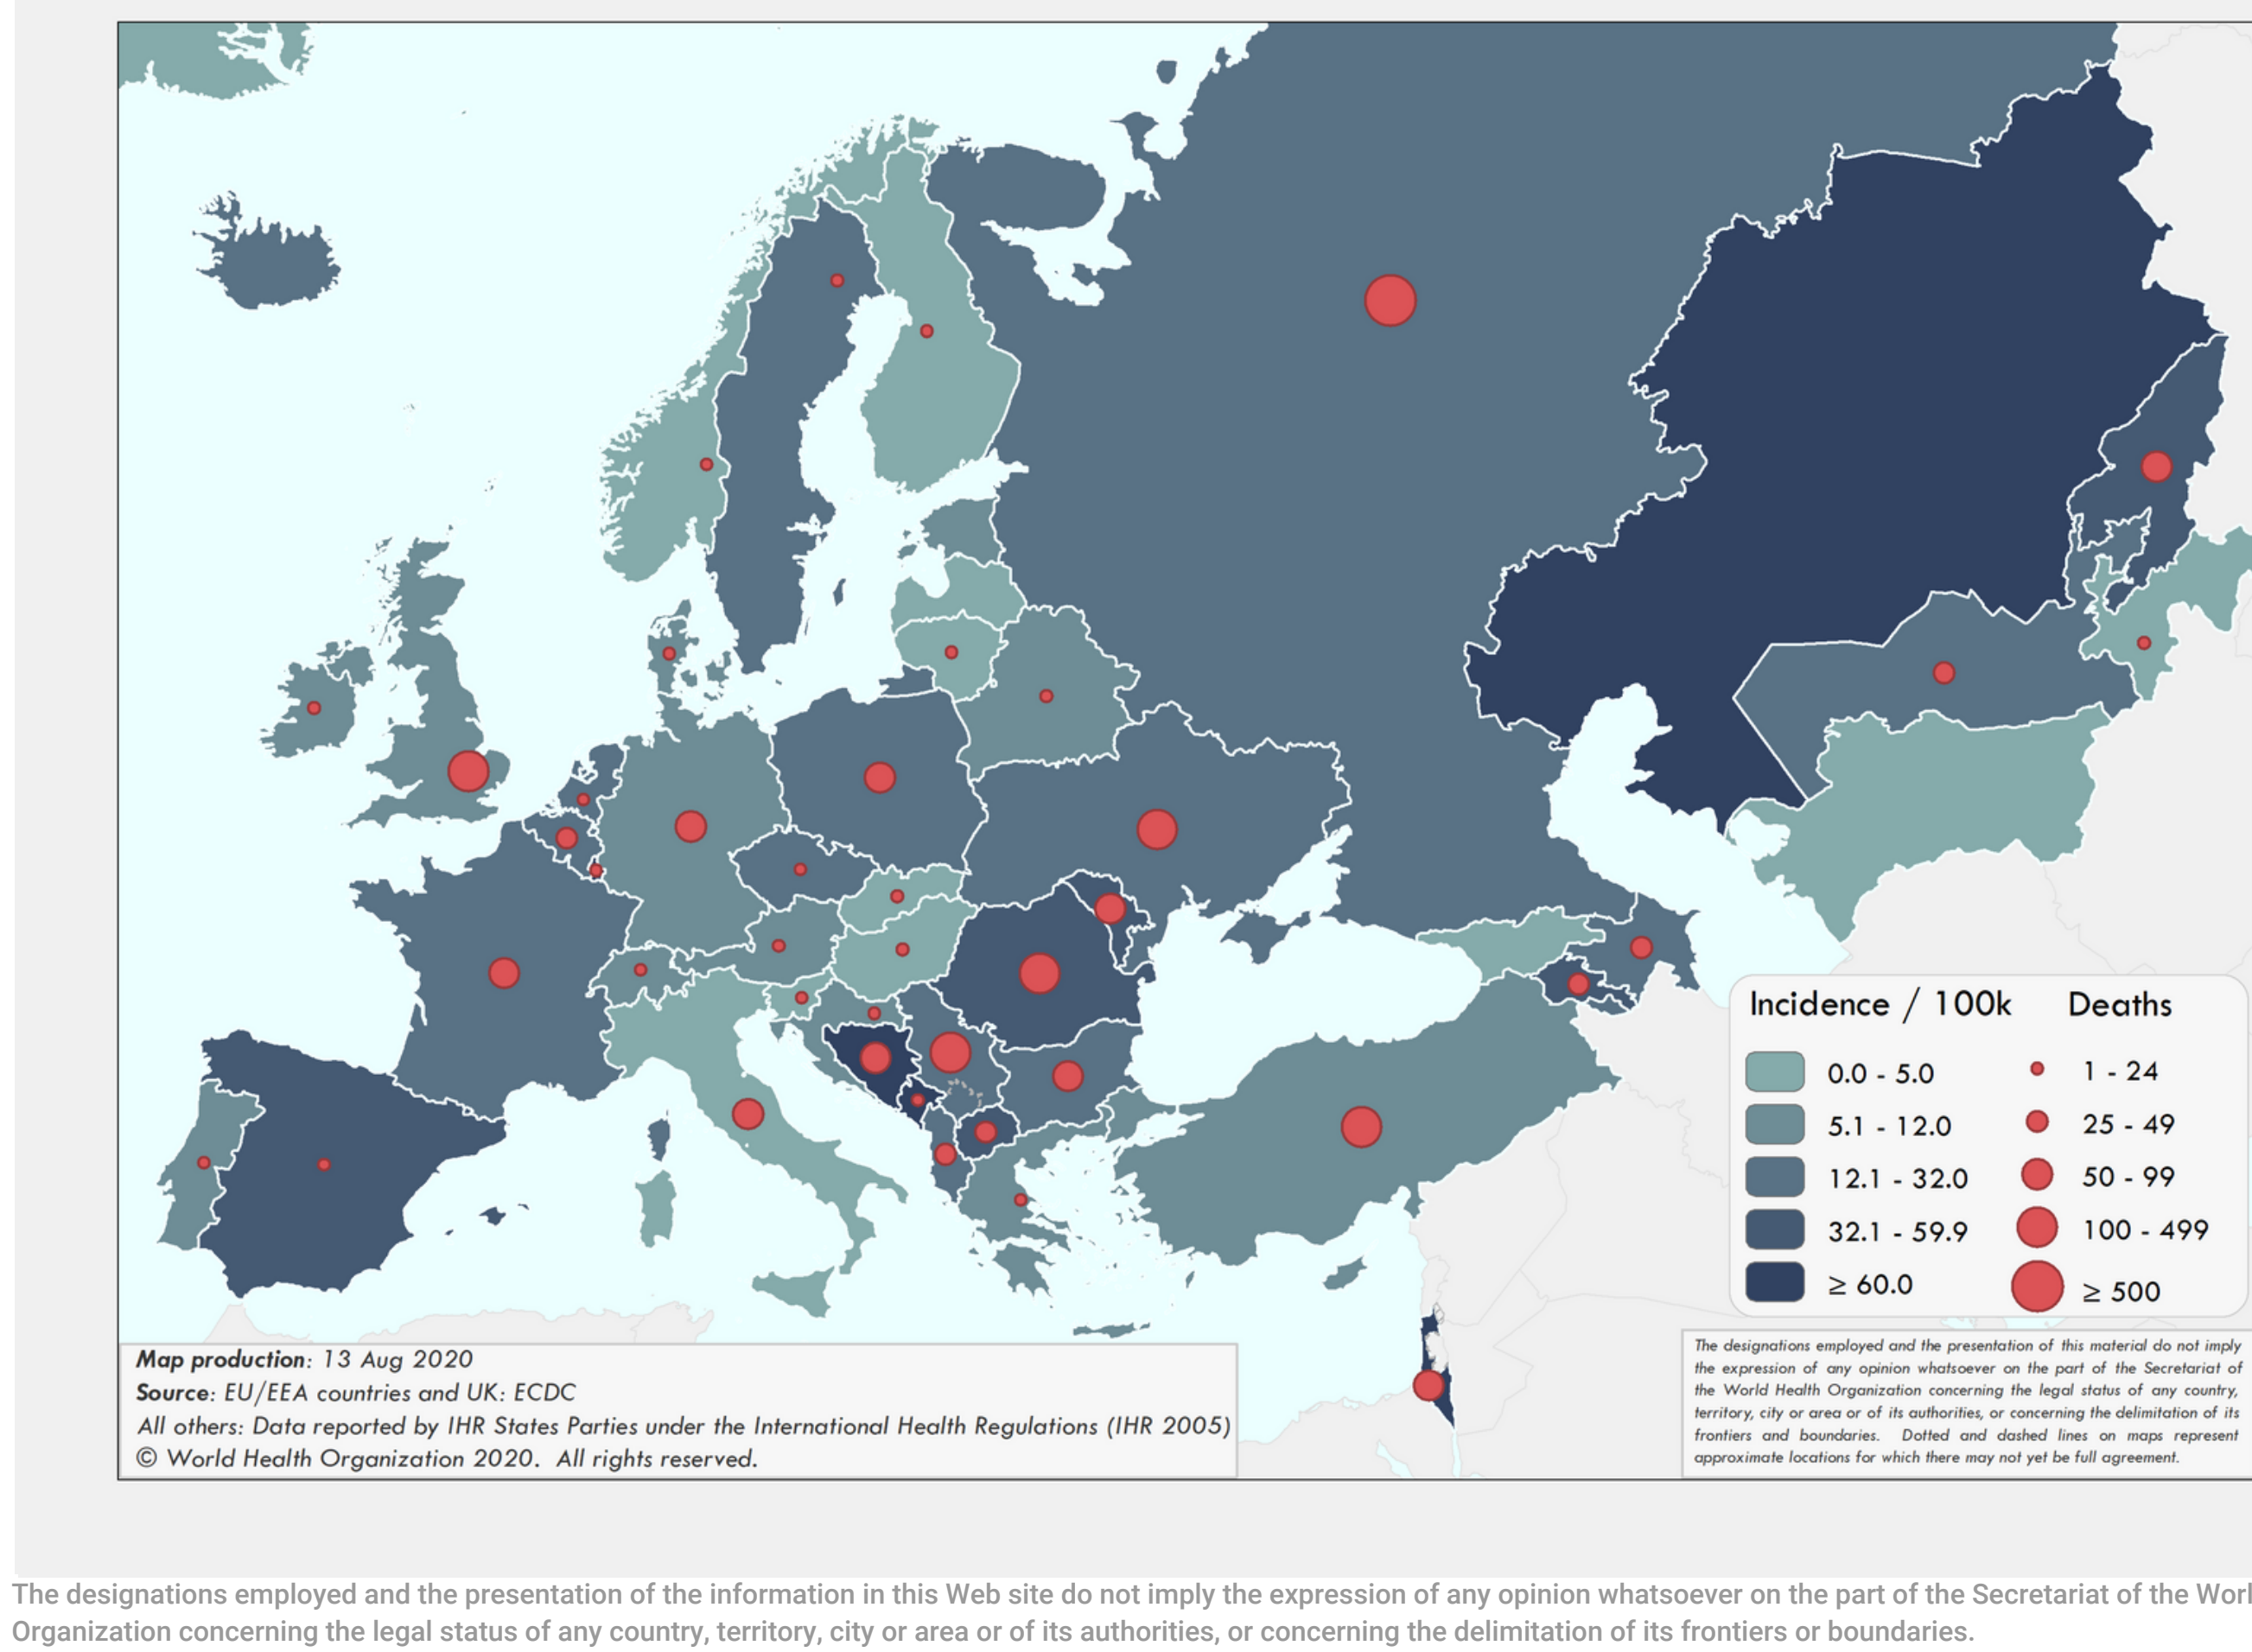 Incidence / 100k Deaths
0.0 - 5.0 1 - 24
5.1 - 12.0 25 - 49
12.1 - 32.0 50 - 99
32.1 - 59.9 100 - 499
≥ 60.0 ≥ 500
Map production: 13 Aug 2020
Source: EU/EEA countries and UK: ECDC
All others: Data reported by IHR States Parties under the International Health Regulations (IHR 2005)
© World Health Organization 2020. All rights reserved.
The designations employed and the presentation of this material do not imply
the expression of any opinion whatsoever on the part of the Secretariat of
the World Health Organization concerning the legal status of any country,
territory, city or area or of its authorities, or concerning the delimitation of its
frontiers and boundaries. Dotted and dashed lines on maps represent
approximate locations for which there may not yet be full agreement.
The designations employed and the presentation of the information in this Web site do not imply the expression of any opinion whatsoever on the part of the Secretariat of the Worl
Organization concerning the legal status of any country, territory, city or area or of its authorities, or concerning the delimitation of its frontiers or boundaries.